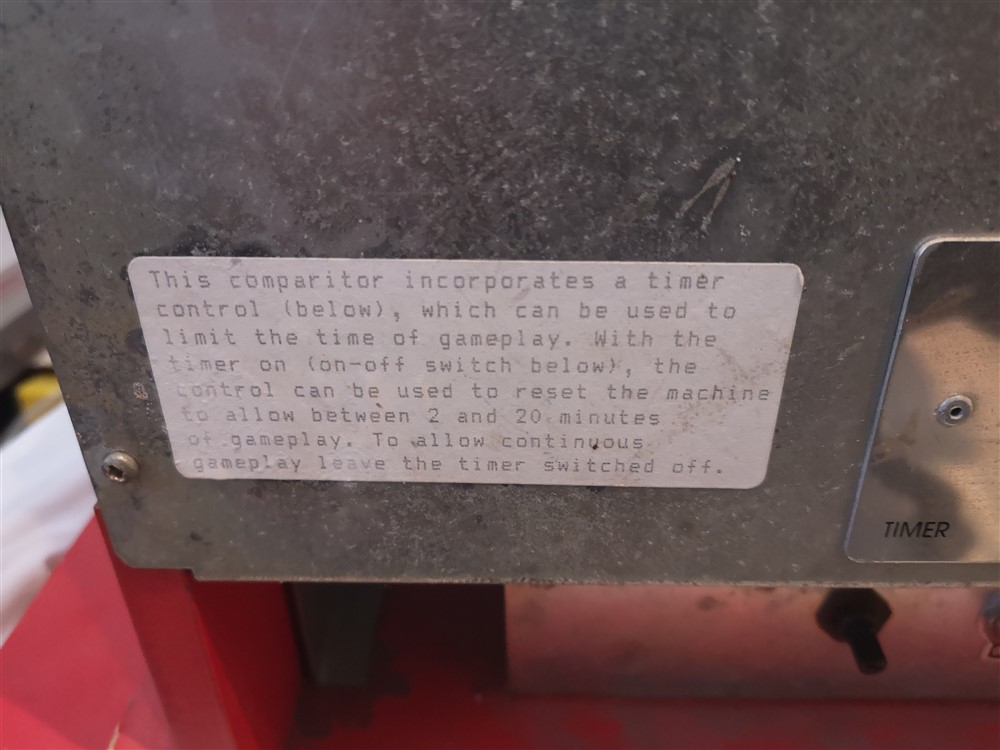 This comparitor incorporates a timer
control (below), which can be used to
limit the time of gameplay. With the
timer on (on-off switch below), the
control can be used to reset the machine
to allow between 2 and 20 minutes
of gameplay. To allow continuous
gameplay leave the timer switched off.
TIMER